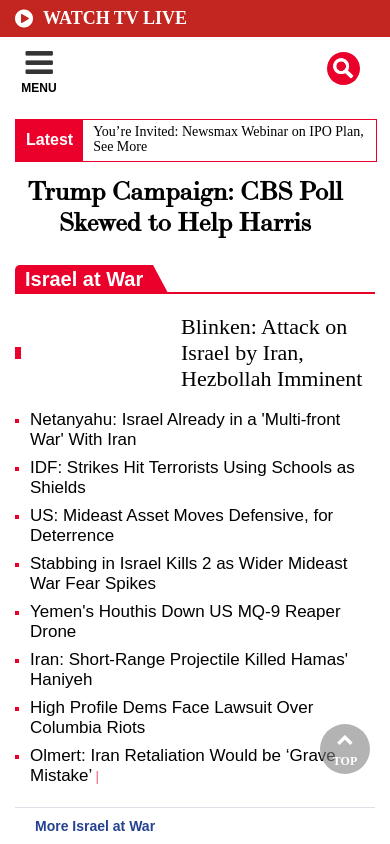 WATCH TV LIVE
MENU
Latest
You’re Invited: Newsmax Webinar on IPO Plan,
See More
Trump Campaign: CBS Poll
Skewed to Help Harris
Israel at War
Blinken: Attack on
Israel by Iran,
Hezbollah Imminent
Netanyahu: Israel Already in a 'Multi-front
War' With Iran
IDF: Strikes Hit Terrorists Using Schools as
Shields
US: Mideast Asset Moves Defensive, for
Deterrence
Stabbing in Israel Kills 2 as Wider Mideast
War Fear Spikes
Yemen's Houthis Down US MQ-9 Reaper
Drone
Iran: Short-Range Projectile Killed Hamas'
Haniyeh
High Profile Dems Face Lawsuit Over
Columbia Riots
Olmert: Iran Retaliation Would be ‘Grave
Mistake’ |
TOP
More Israel at War